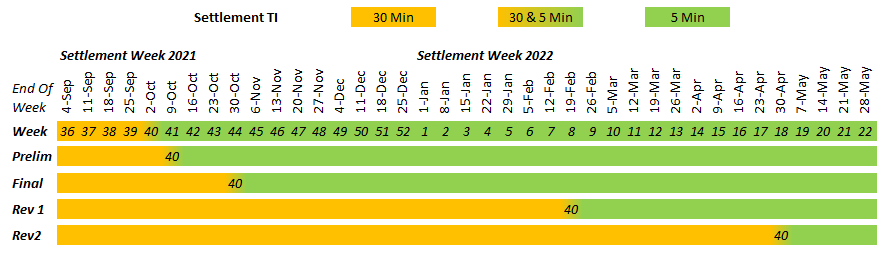 Settlement TI 30 Min 30 & 5 Min 5 Min
Settlement Week 2021 Settlement Week 2022
End Of Week 4-Sep 11-Sep 18-Sep 25-Sep 2-Oct 9-Oct 16-Oct 23-Oct 30-Oct 6-Nov 13-Nov 20-Nov 27-Nov 4-Dec 11-Dec 18-Dec 25-Dec 1-Jan 8-Jan 15-Jan 22-Jan 29-Jan 5-Feb 12-Feb 19-Feb 26-Feb 5-Mar 12-Mar 19-Mar 26-Mar 2-Apr 9-Apr 16-Apr 23-Apr 30-Apr 7-May 14-May 21-May 28-May
Week 36 37 38 39 40 41 42 43 44 45 46 47 48 49 50 51 52 1 2 3 4 5 6 7 8 9 10 11 12 13 14 15 16 17 18 19 20 21 22
Prelim 40
Final 40
Rev 1 40
Rev2 40